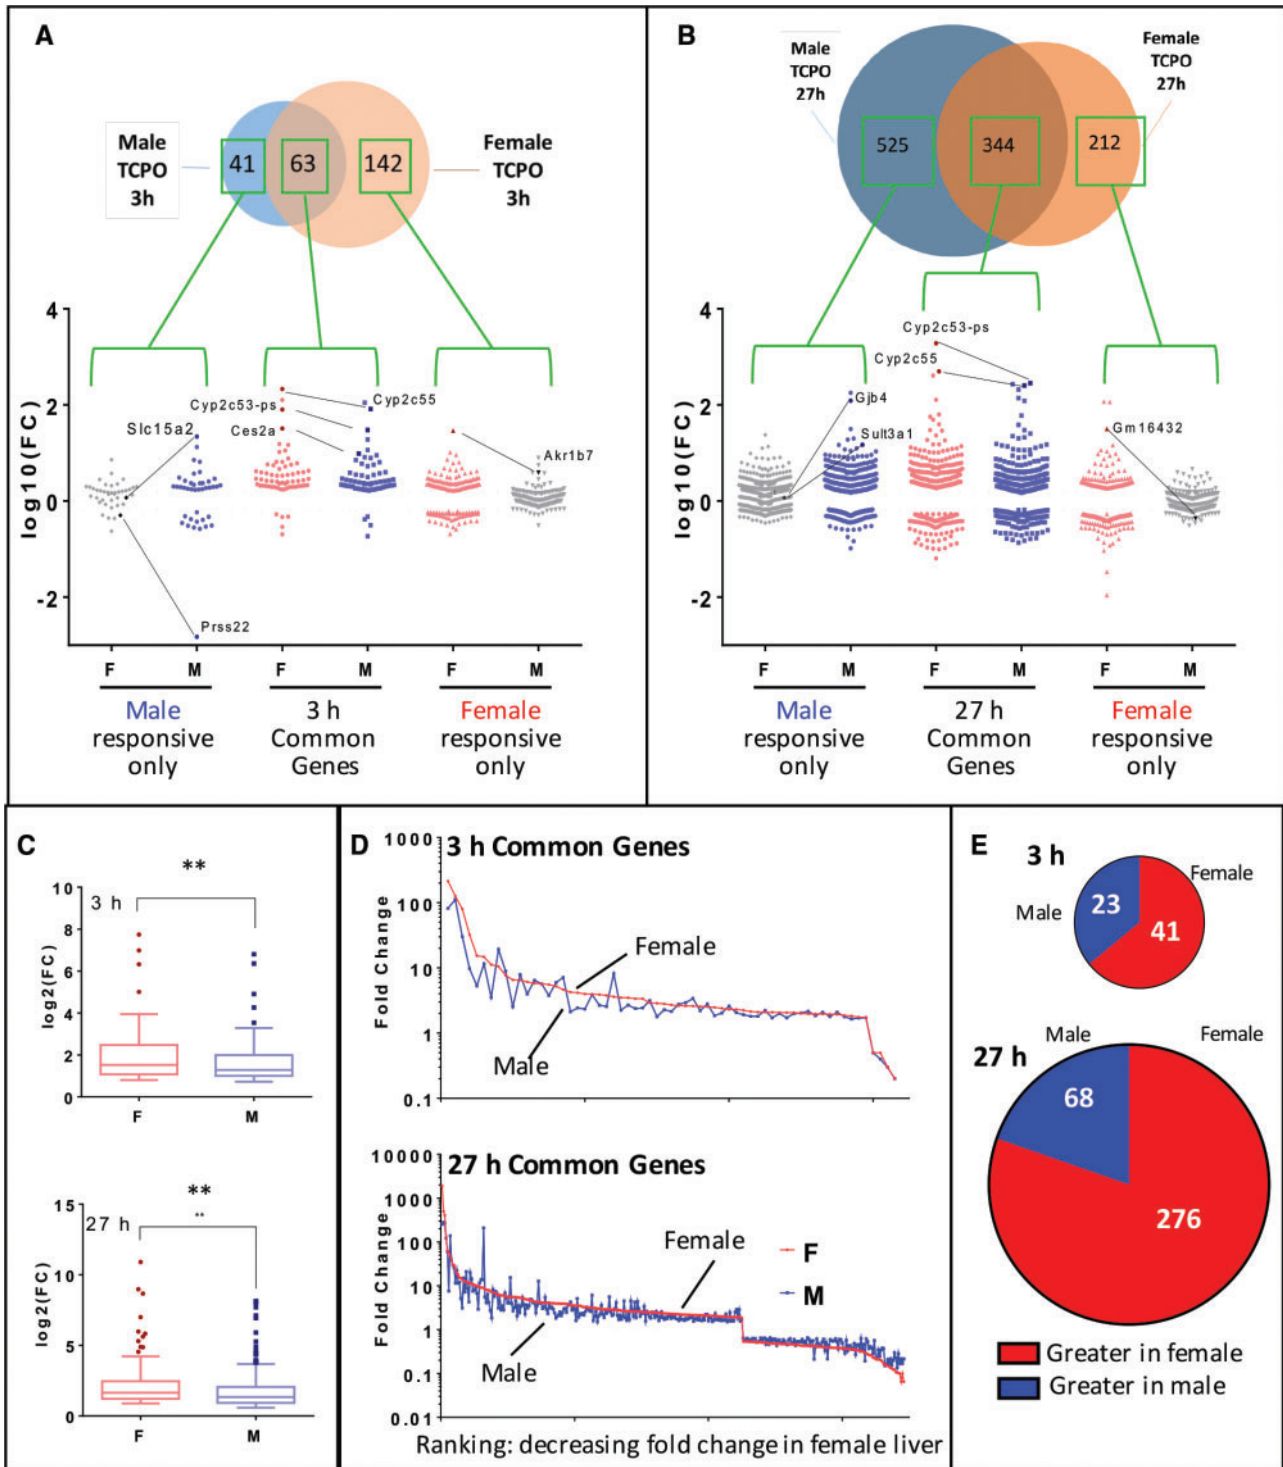 A
Male
TCPO
3h
41
63
142
Female
TCPO
3h
log10(FC)
4
2
0
-2
Slc15a2
Prss22
Cyp2c53-ps
Ces2a
Cyp2c55
Akr1b7
F
M
F
M
F
M
Male
responsive
only
3 h
Common
Genes
Female
responsive
only
B
Male
TCPO
27h
525
344
212
Female
TCPO
27h
log10(FC)
4
2
0
-2
Cyp2c53-ps
Cyp2c55
Gjb4
Sult3a1
Gm16432
F
M
F
M
F
M
Male
responsive
only
27 h
Common
Genes
Female
responsive
only
C
**
3 h
log2(FC)
10
8
6
4
2
0
F
M
**
**
27 h
log2(FC)
15
10
5
0
F
M
D
3 h Common Genes
Fold Change
1000
100
10
1
0.1
Female
Male
27 h Common Genes
Fold Change
10000
1000
100
10
1
0.1
0.01
Female
Male
F
M
Ranking: decreasing fold change in female liver
E
3 h
Female
Male
23
41
27 h
Male
Female
68
276
Greater in female
Greater in male